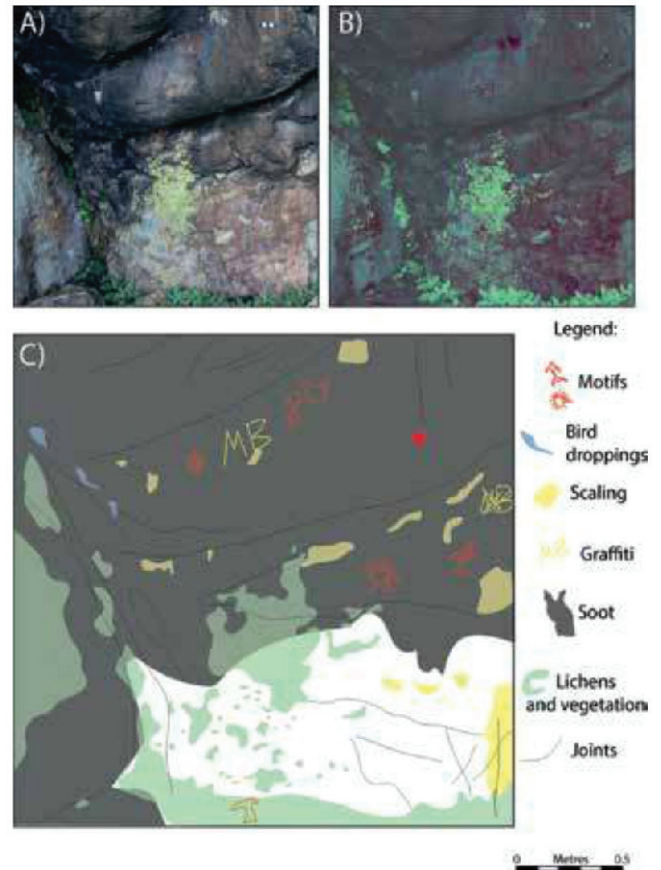 A)
B)
C)
MB
Legend:
Motifs
Bird
droppings
Scaling
Graffiti
Soot
Lichens
and vegetation
Joints
0 Metres 0.5